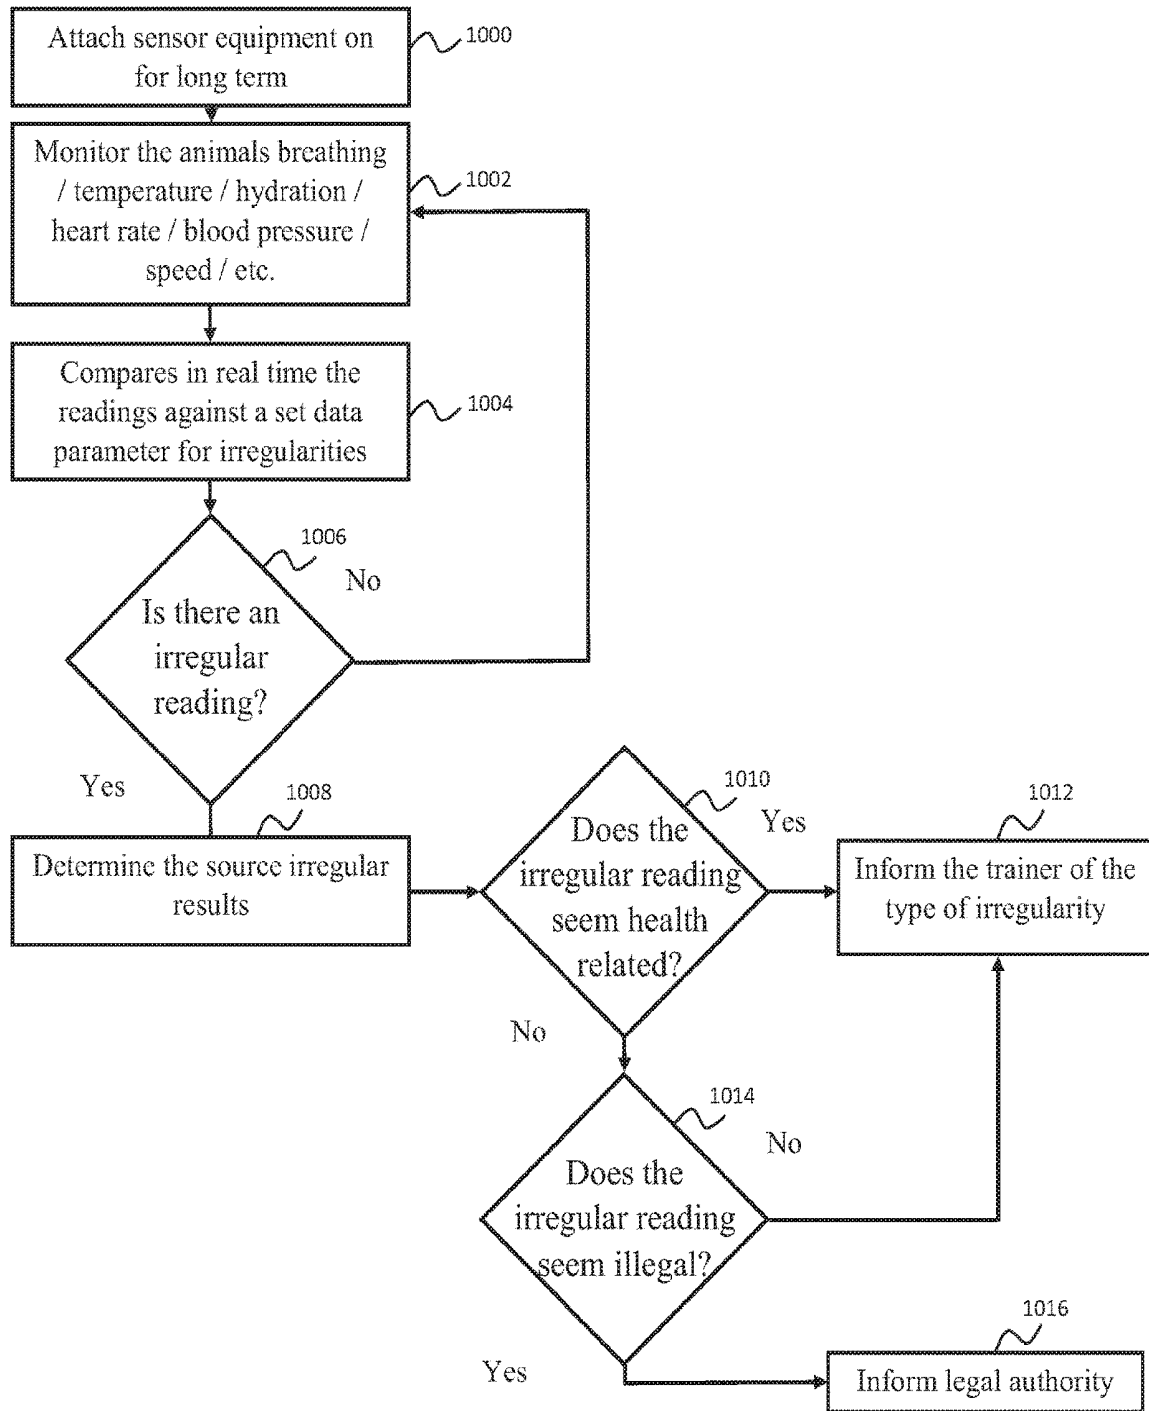 Attach sensor equipment on
for long term
1000
Monitor the animals breathing
/ temperature / hydration /
heart rate / blood pressure /
speed / etc.
1002
Compares in real time the
readings against a set data
parameter for irregularities
1004
1006
No
Is there an
irregular
reading?
Yes
1008
Determine the source irregular
results
1010
Yes
Does the
irregular reading
seem health
related?
1012
Inform the trainer of the
type of irregularity
No
1014
No
Does the
irregular reading
seem illegal?
Yes
1016
Inform legal authority